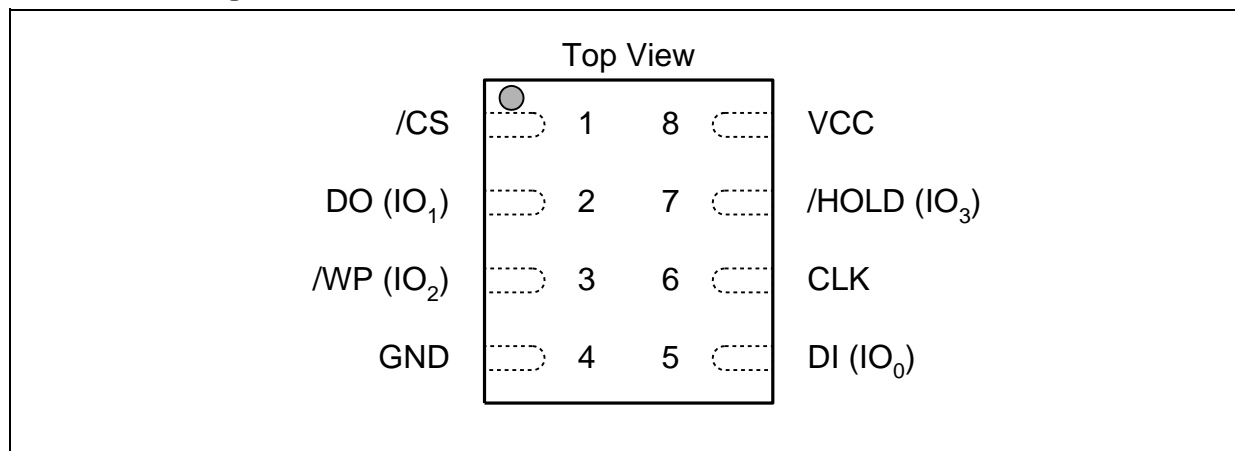 Top View
/CS 1 8 VCC
DO (IO₁) 2 7 /HOLD (IO₃)
/WP (IO₂) 3 6 CLK
GND 4 5 DI (IO₀)